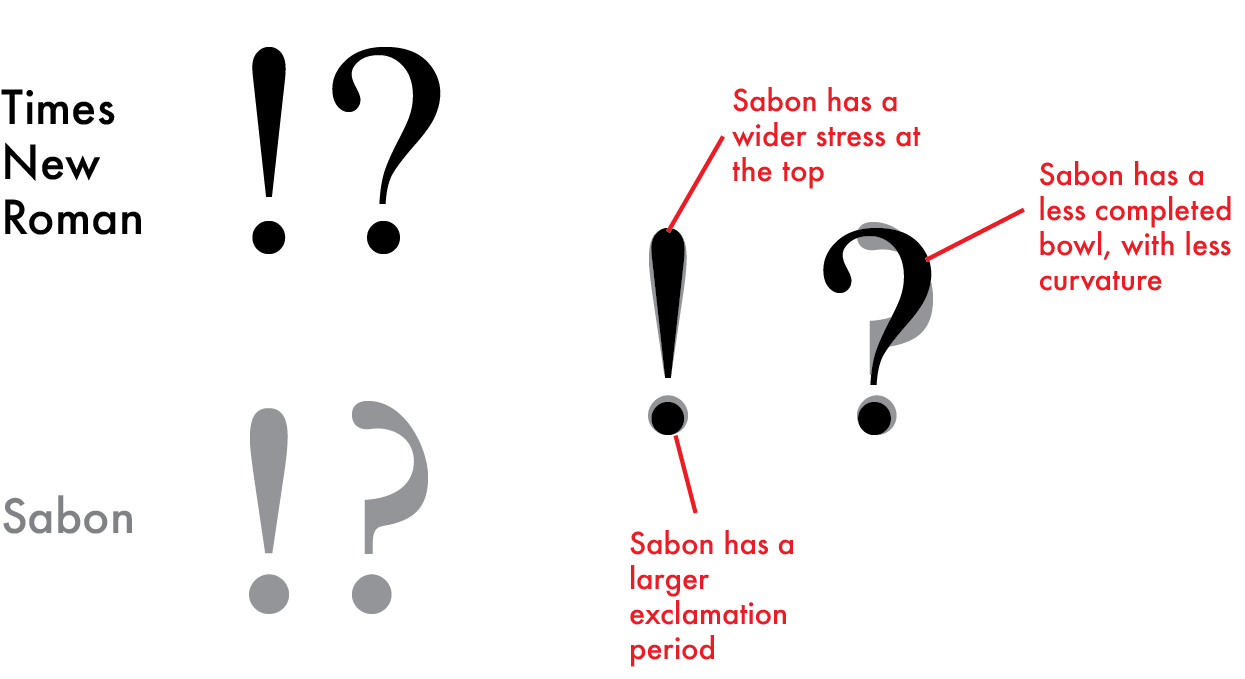 Times
New
Roman
!?
Sabon has a
wider stress at
the top
Sabon has a
less completed
bowl, with less
curvature
!
?
Sabon
!?
Sabon has a
larger
exclamation
period